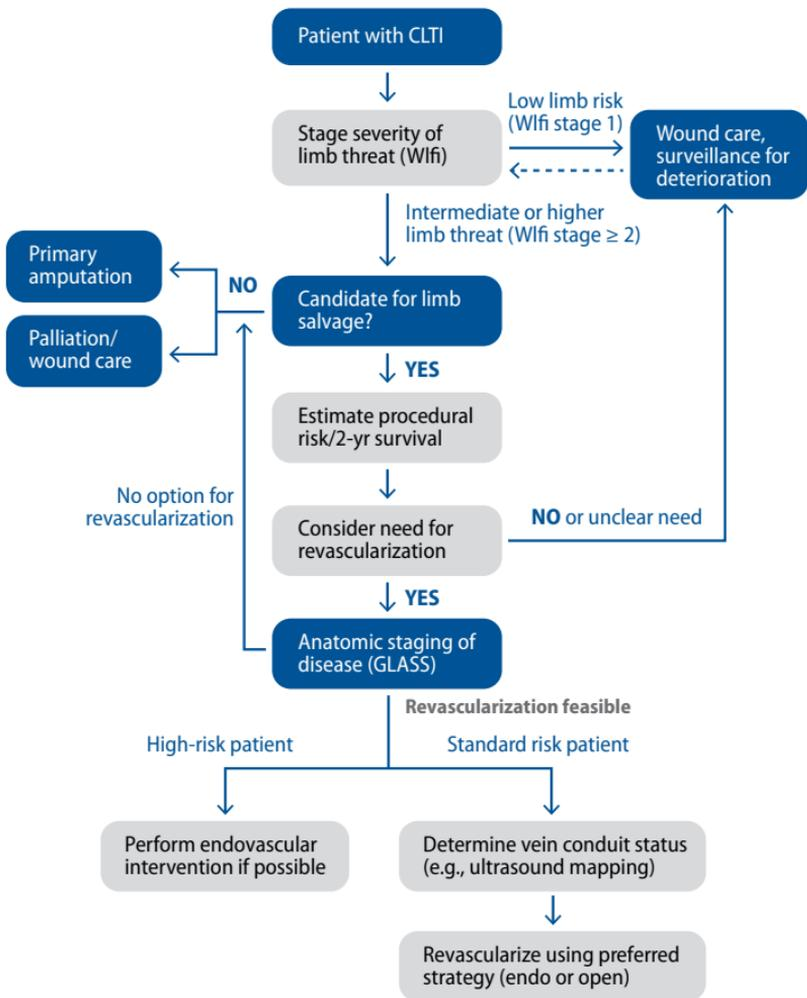 Patient with CLTI
Stage severity of
limb threat (WIfi)
Low limb risk
(WIfi stage 1)
Wound care,
surveillance for
deterioration
Intermediate or higher
limb threat (WIfi stage ≥ 2)
Primary
amputation
NO
Palliation/
wound care
Candidate for limb
salvage?
YES
Estimate procedural
risk/2-yr survival
No option for
revascularization
Consider need for
revascularization
NO or unclear need
YES
Anatomic staging of
disease (GLASS)
Revascularization feasible
High-risk patient
Standard risk patient
Perform endovascular
intervention if possible
Determine vein conduit status
(e.g., ultrasound mapping)
Revascularize using preferred
strategy (endo or open)